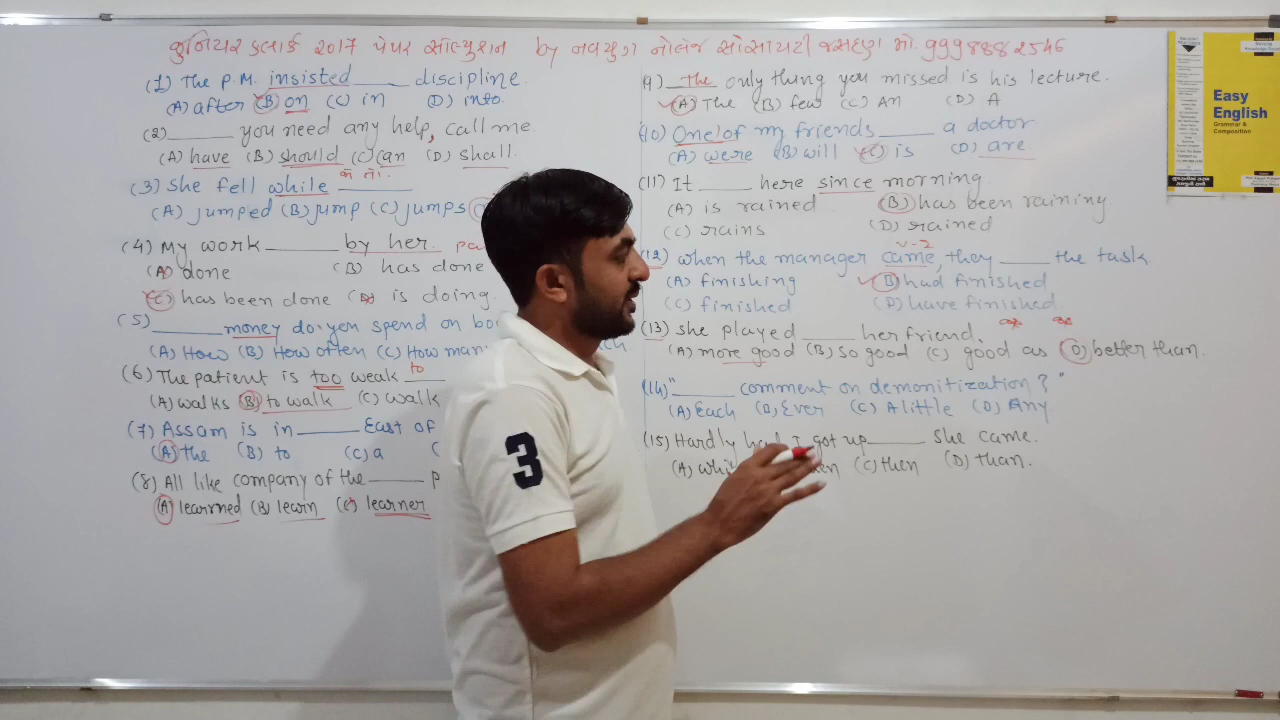 જુનિયર ક્લાર્ક ૨૦૧૭ પેપર સોલ્યુશન by નવયુગ નોલેજ સોસાયટી જસદણ મો. 9998882546
(1) The P.M. insisted ____ discipline.
(A) after (B) on (C) in (D) into.
(2) ____ you need any help, call me
(A) have (B) should (C) can (D) shall.
(3) She fell while ____
(A) jumped (B) jump (C) jumps
(4) My work ____ by her.
(A) done (B) has done
(C) has been done (D) is doing.
(5) ____ money do you spend on
(A) How (B) How often (C) How
(6) The patient is too weak to ____
(A) walks (B) to walk (C) walk
(7) Assam is in ____ East of
(A) the (B) to (C) a
(8) All like company of the ____
(A) learned (B) learn (C) learner
(9) The only thing you missed is his lecture.
(A) The (B) few (C) An (D) A
(10) One of my friends ____ a doctor
(A) were (B) will (C) is (D) are
(11) It ____ here since morning
(A) is rained (B) has been raining
(C) rains (D) rained
v-2
(12) when the manager came, they ____ the task.
(A) finishing (B) had finished
(C) finished (D) have finished.
(13) she played ____ her friend.
(A) more good (B) so good (C) good as (D) better than.
(14) "____ comment on demonitization?"
(A) Each (B) Ever (C) A little (D) Any
(15) Hardly had I got up ____ she came.
(A) (C) then (D) than.
Easy
English
Grammar &
Composition
3